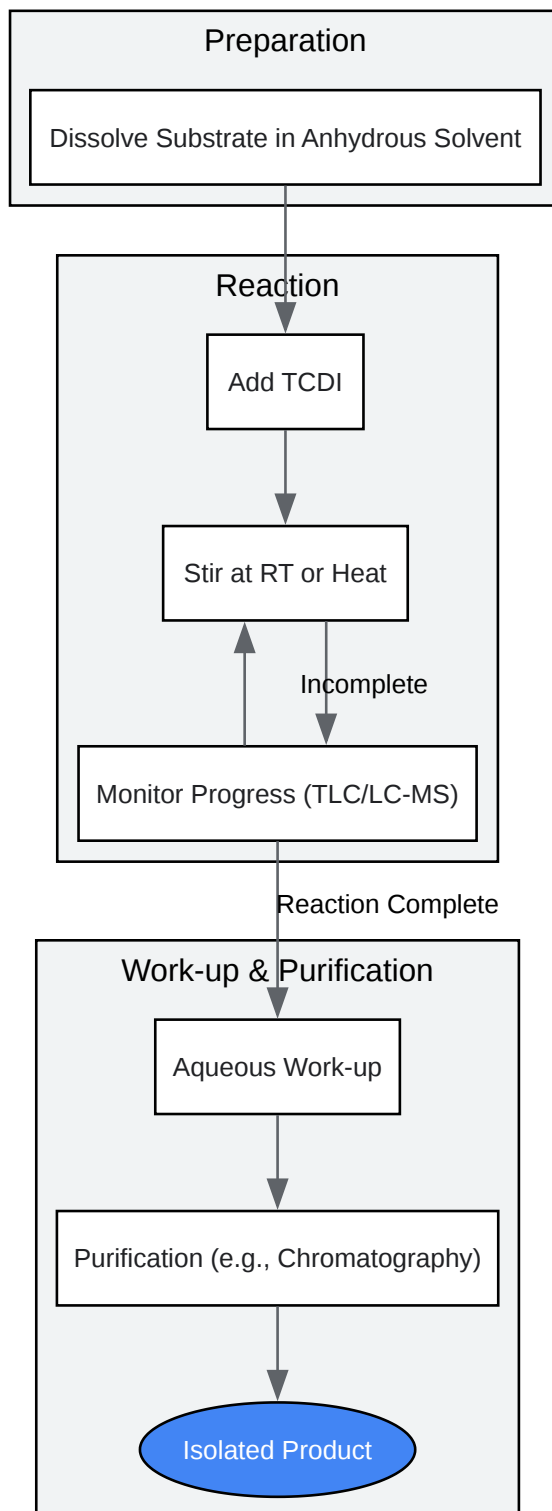 Preparation
Dissolve Substrate in Anhydrous Solvent
Reaction
Add TCDI
Stir at RT or Heat
Incomplete
Monitor Progress (TLC/LC-MS)
Reaction Complete
Work-up & Purification
Aqueous Work-up
Purification (e.g., Chromatography)
Isolated Product